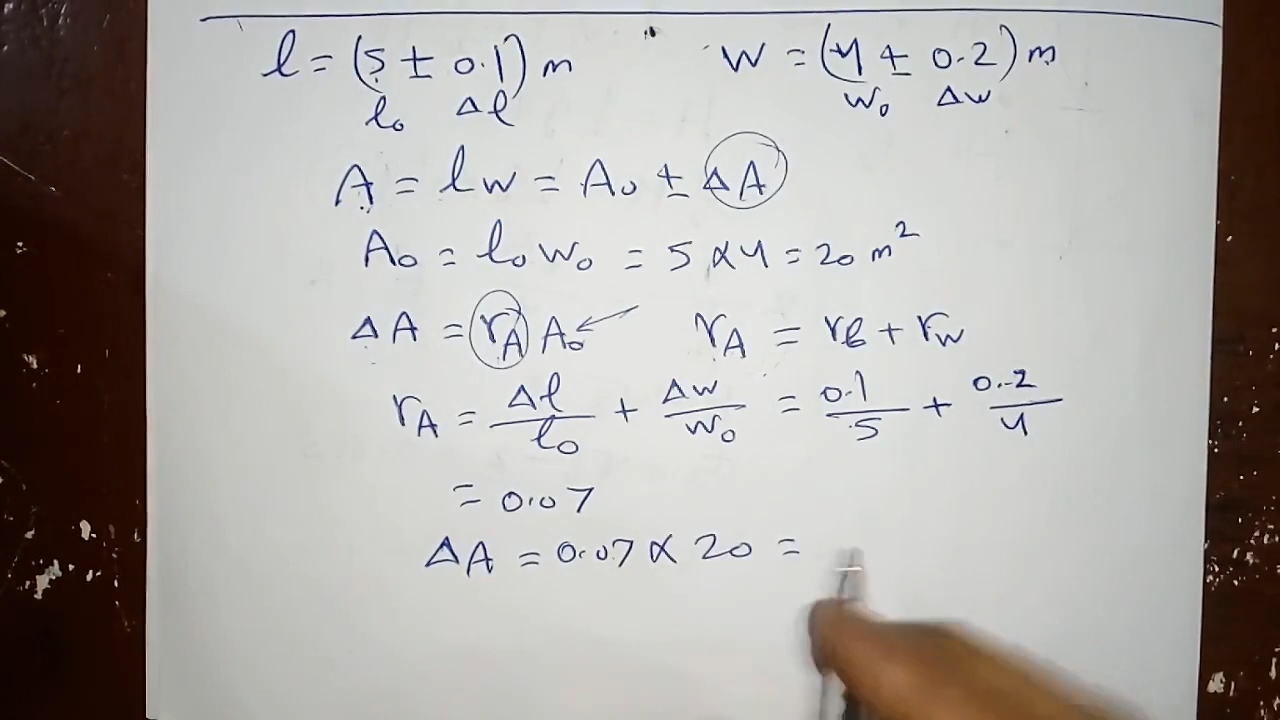 l = (5 ± 0.1) m    w = (4 ± 0.2) m
l₀ Δl    w₀ Δw
A = lw = A₀ ± ΔA
A₀ = l₀ w₀ = 5 × 4 = 20 m²
ΔA = r_A A₀    r_A = r_l + r_w
r_A = Δl/l₀ + Δw/w₀ = 0.1/5 + 0.2/4
= 0.07
ΔA = 0.07 × 20 =